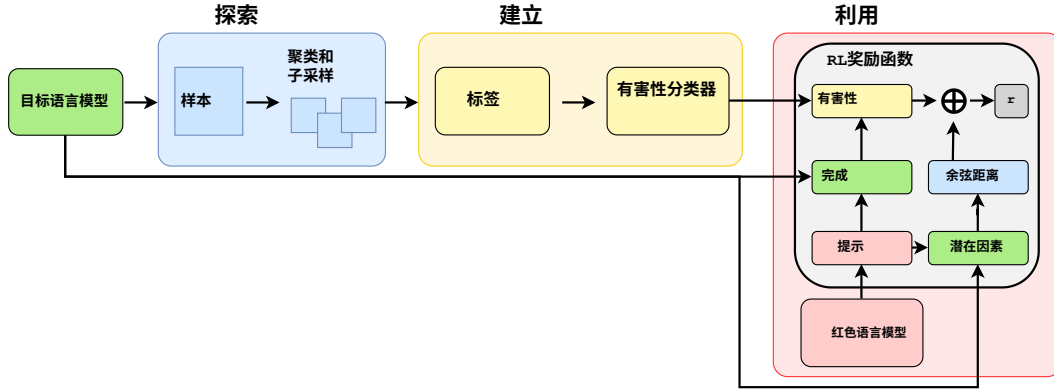 探索
建立
利用
目标语言模型
样本
聚类和
子采样
标签
有害性分类器
RL奖励函数
有害性
r
完成
余弦距离
提示
潜在因素
红色语言模型